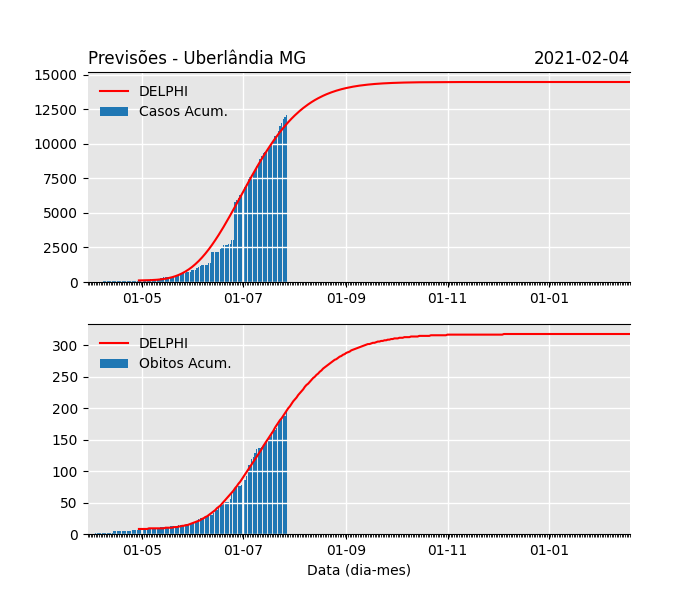 Previsões - Uberlândia MG 2021-02-04
15000
12500
10000
7500
5000
2500
0
DELPHI
Casos Acum.
01-05 01-07 01-09 01-11 01-01
300
250
200
150
100
50
0
DELPHI
Obitos Acum.
01-05 01-07 01-09 01-11 01-01
Data (dia-mes)